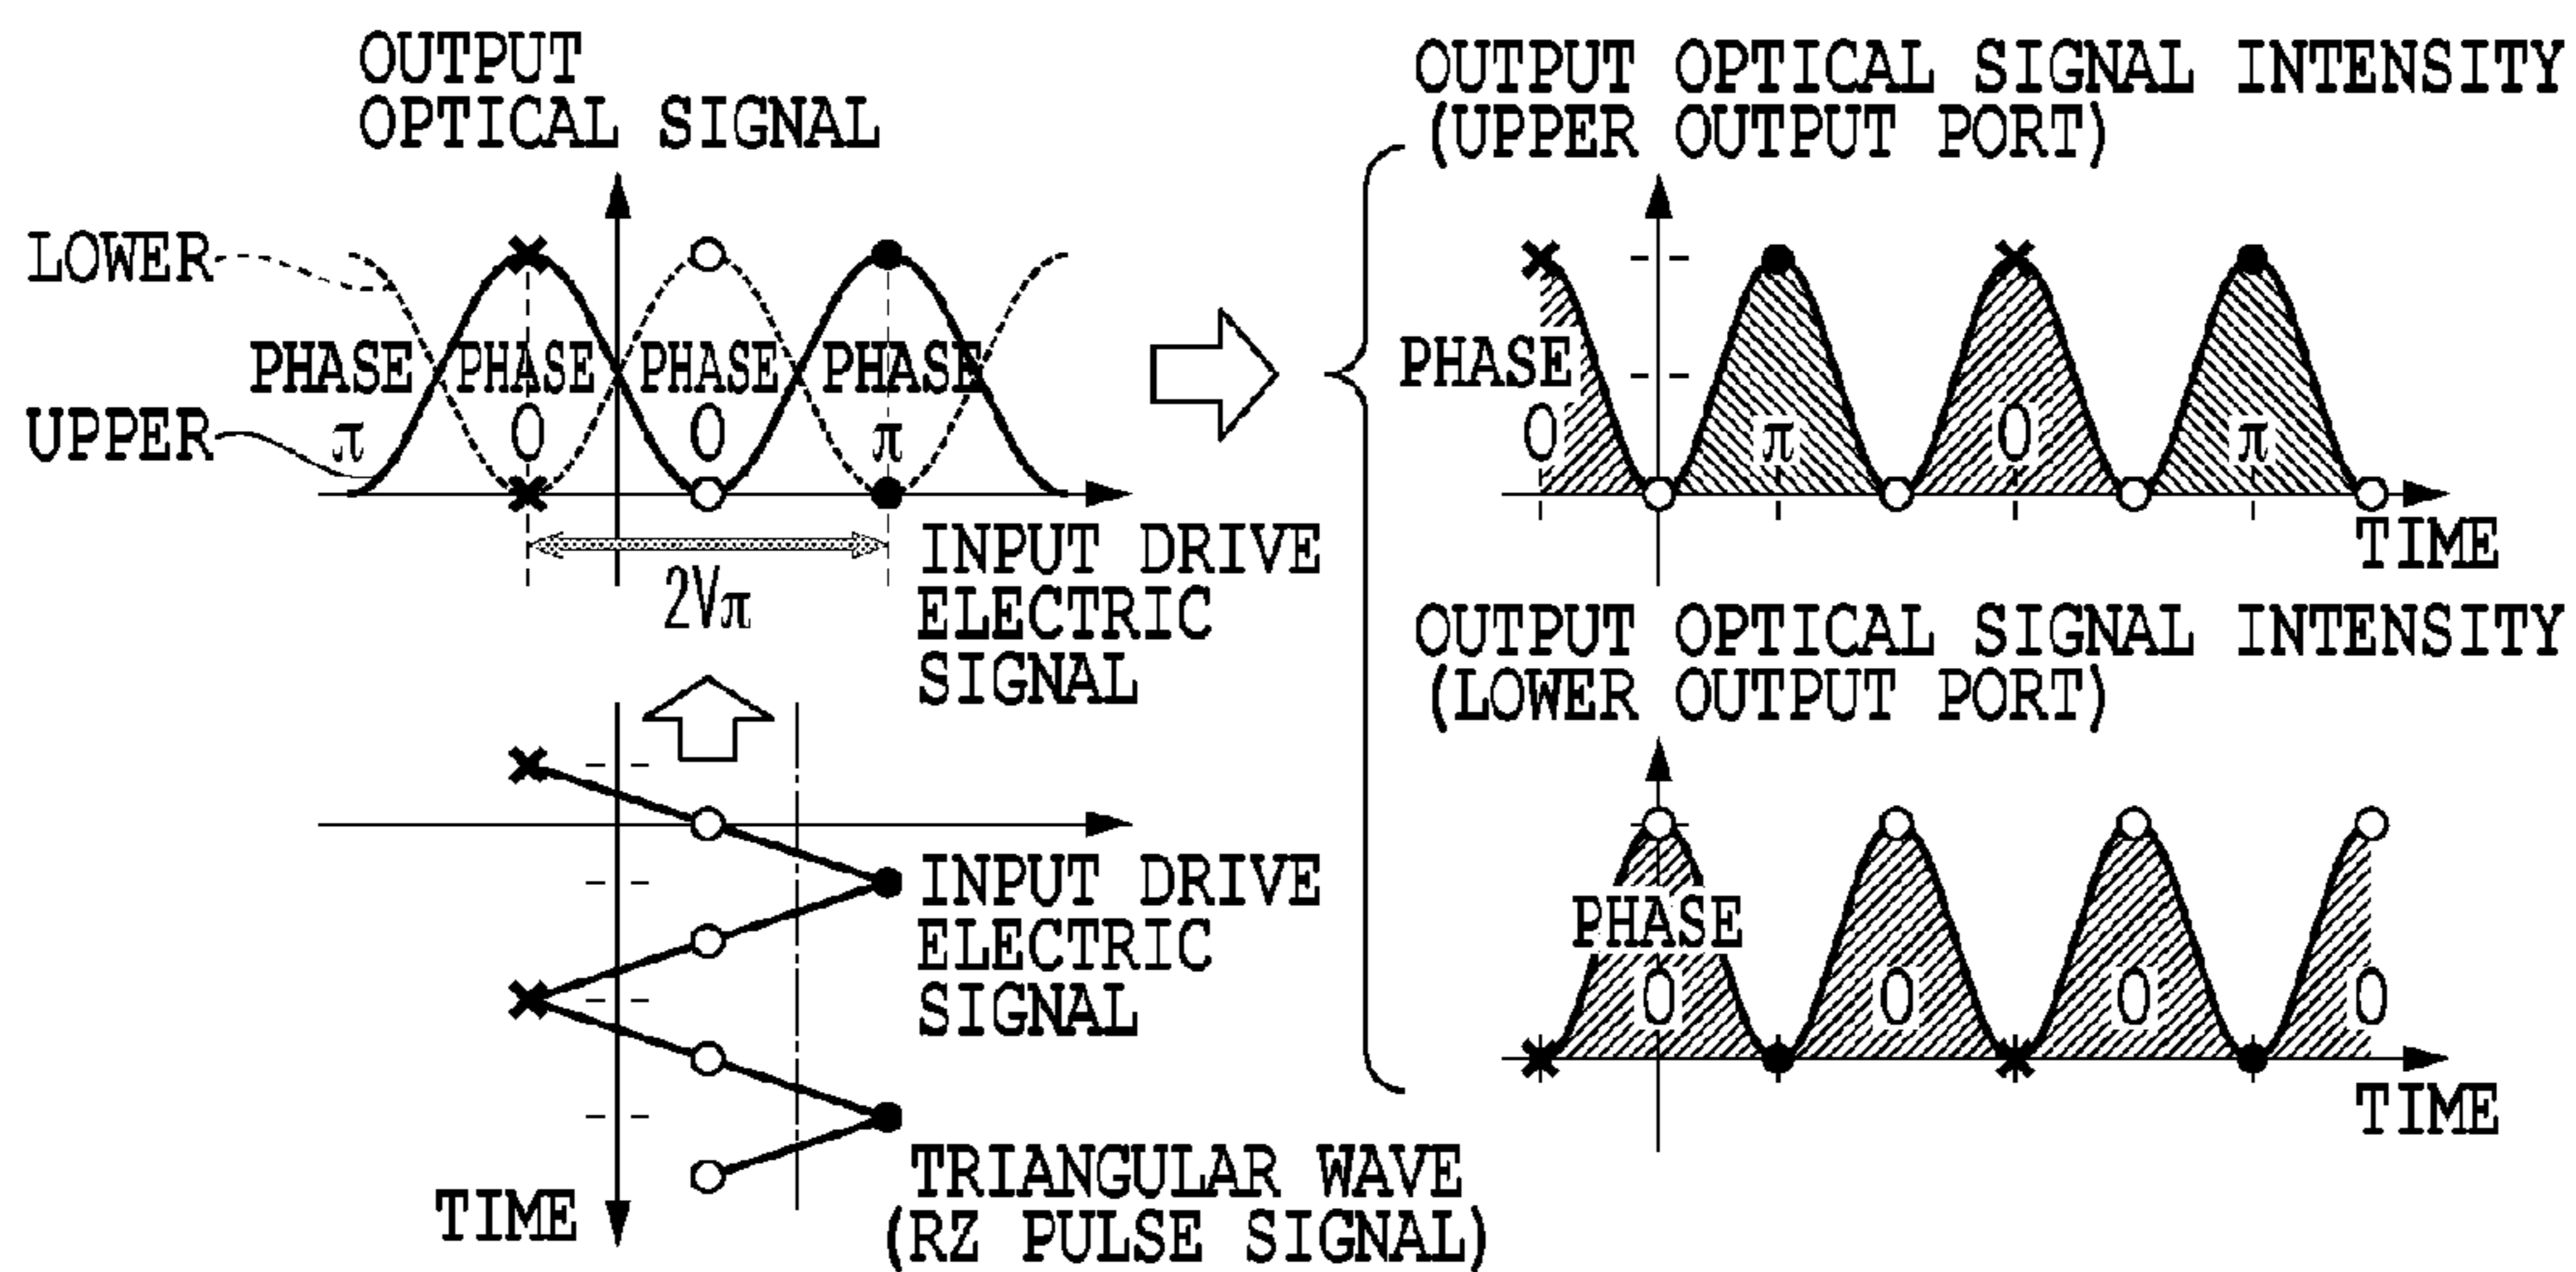 OUTPUT
OPTICAL SIGNAL
LOWER
PHASE PHASE PHASE PHASE
UPPER π 0 0 π
INPUT DRIVE
ELECTRIC
SIGNAL
2Vπ
INPUT DRIVE
ELECTRIC
SIGNAL
TIME
TRIANGULAR WAVE
(RZ PULSE SIGNAL)
OUTPUT OPTICAL SIGNAL INTENSITY
(UPPER OUTPUT PORT)
PHASE
0 π 0 π
TIME
OUTPUT OPTICAL SIGNAL INTENSITY
(LOWER OUTPUT PORT)
PHASE
0 0 0 0
TIME